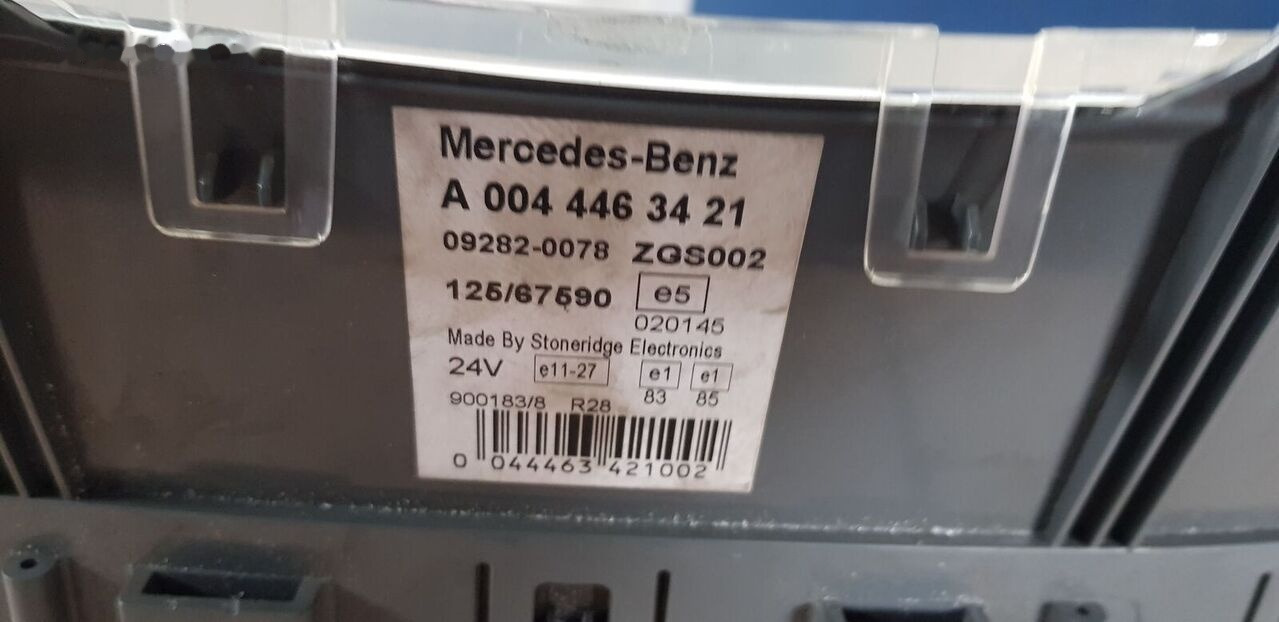 Mercedes-Benz
A 004 446 34 21
09282-0078 ZGS002
125/67590 e5
020145
Made By Stoneridge Electronics
24V e11-27 e1 e1
83 85
900183/8 R28
0 044463 421002